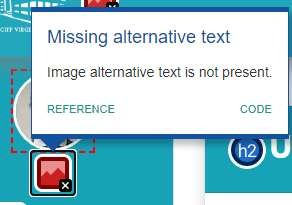 Missing alternative text
Image alternative text is not present.
REFERENCE
CODE
h2